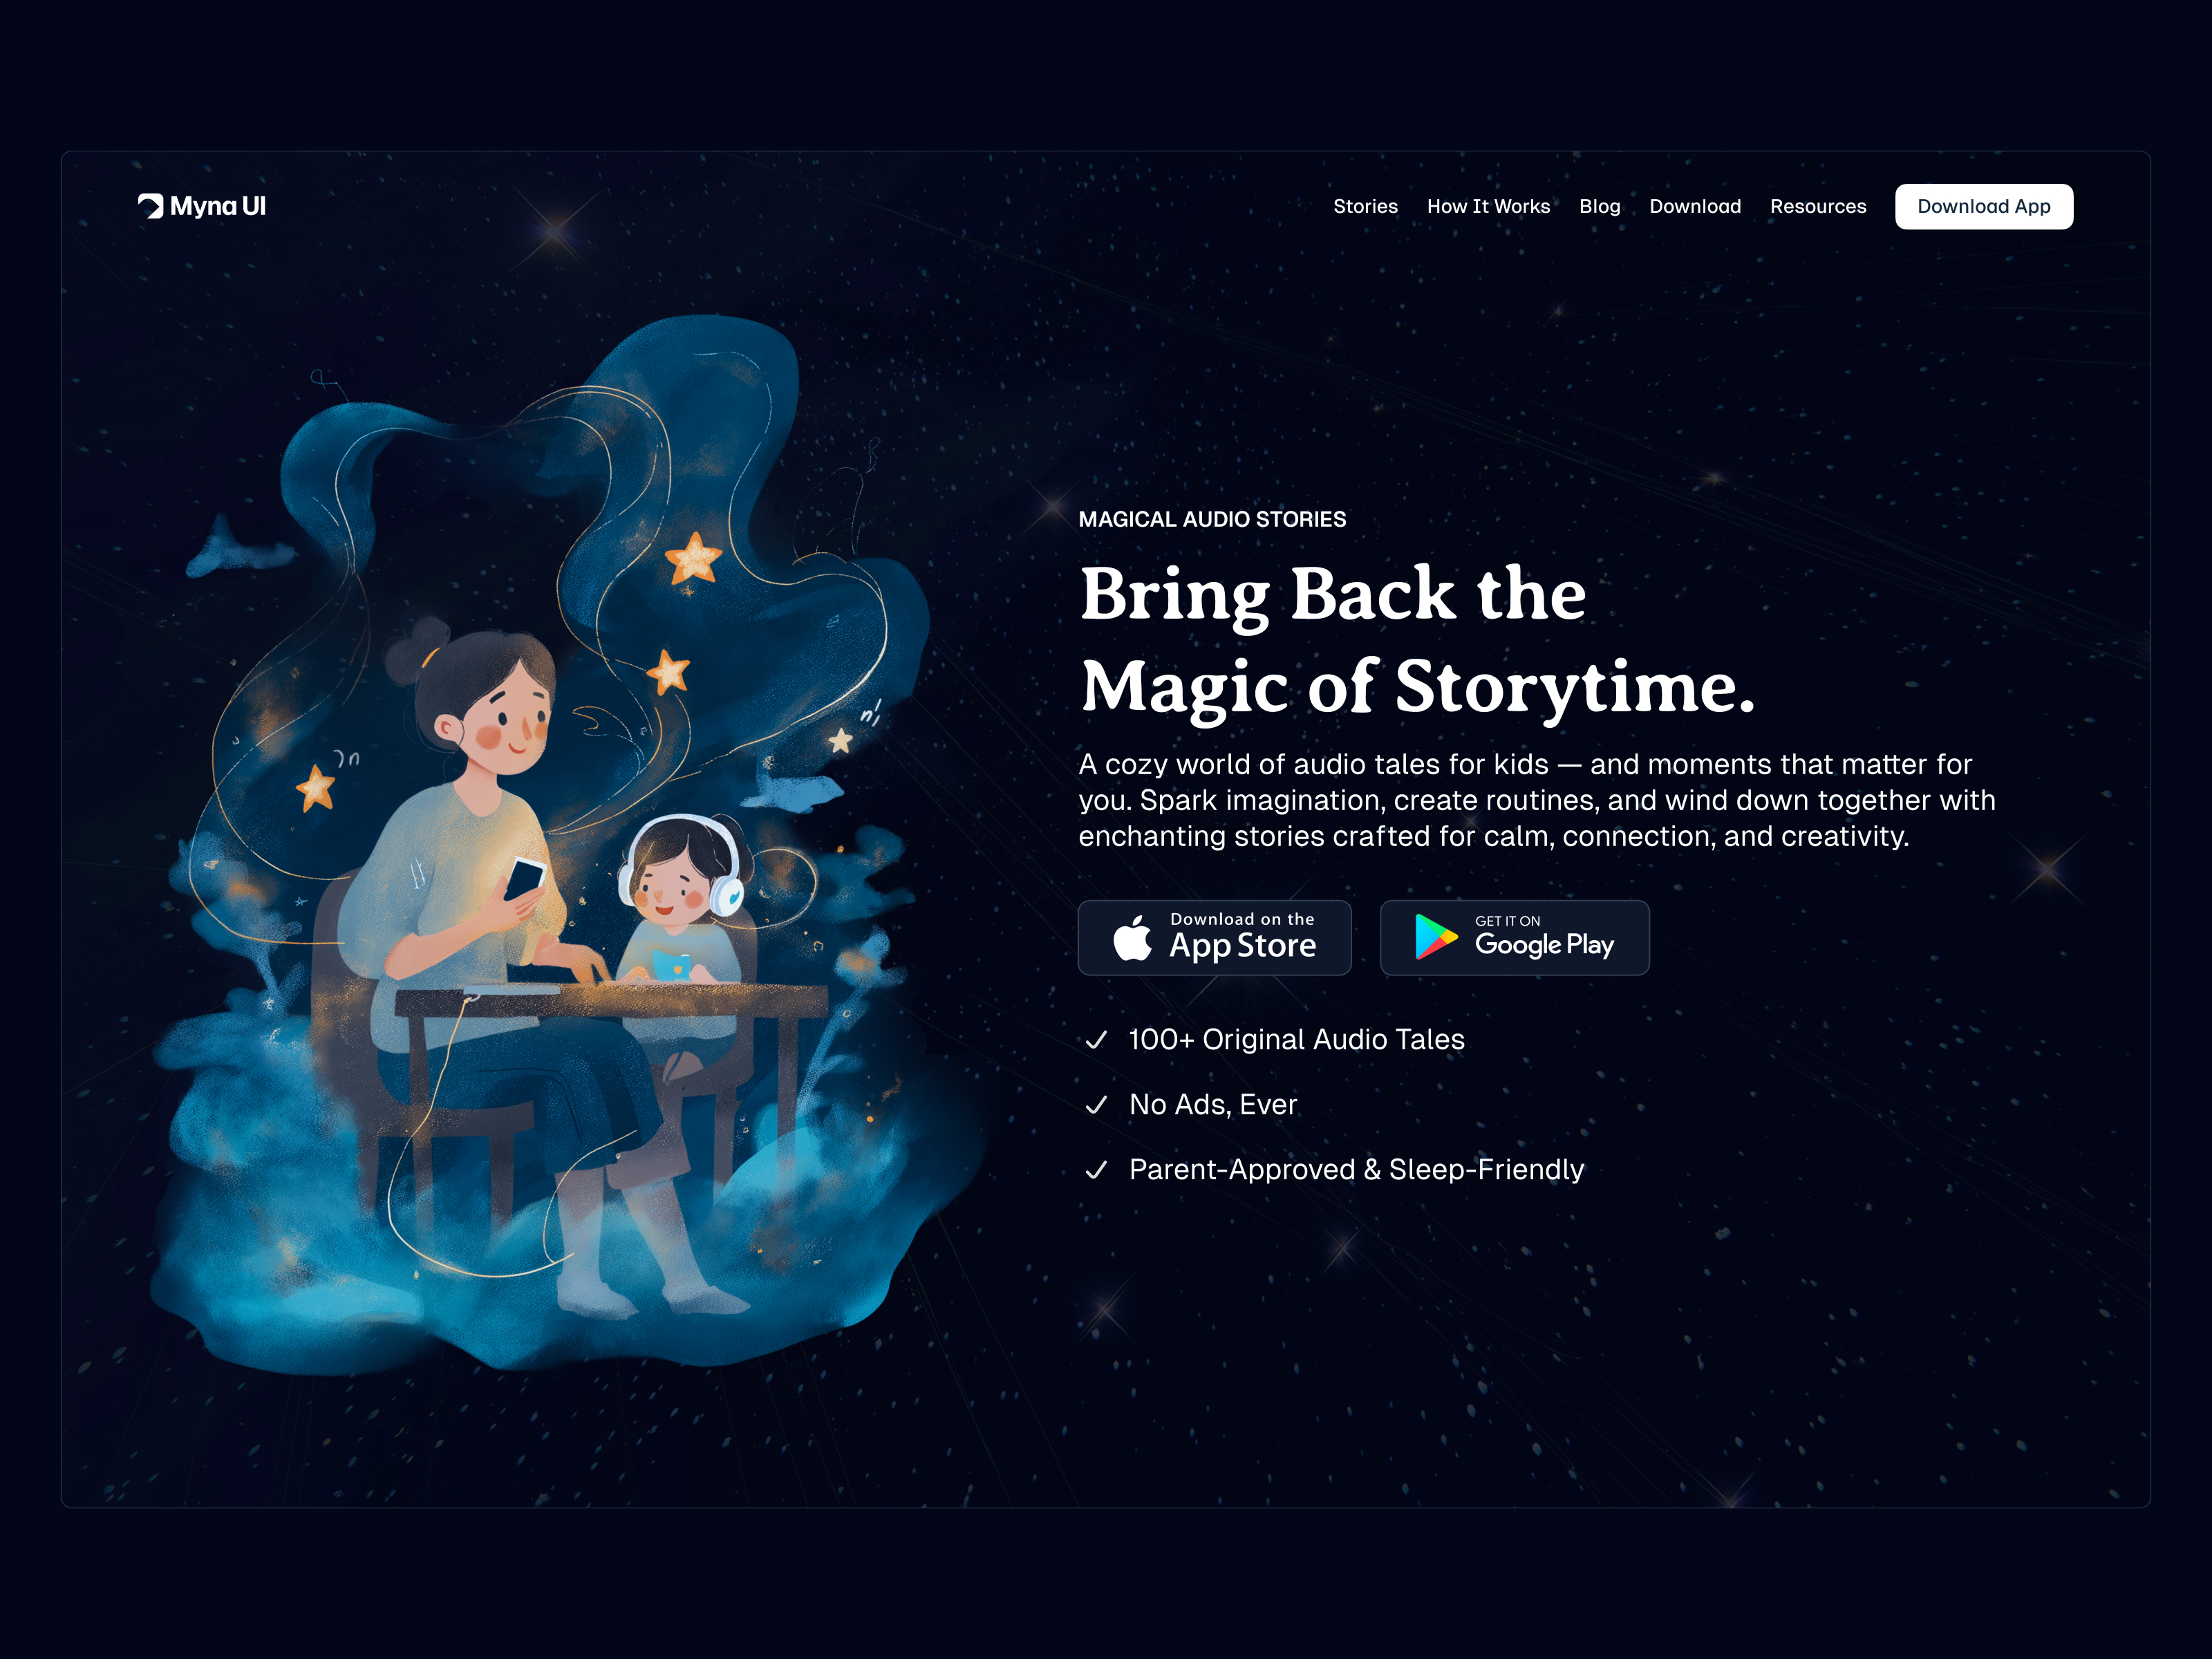 Myna UI
Stories
How It Works
Blog
Download
Resources
Download App
MAGICAL AUDIO STORIES
Bring Back the
Magic of Storytime.
A cozy world of audio tales for kids — and moments that matter for
you. Spark imagination, create routines, and wind down together with
enchanting stories crafted for calm, connection, and creativity.
Download on the
App Store
GET IT ON
Google Play
100+ Original Audio Tales
No Ads, Ever
Parent-Approved & Sleep-Friendly